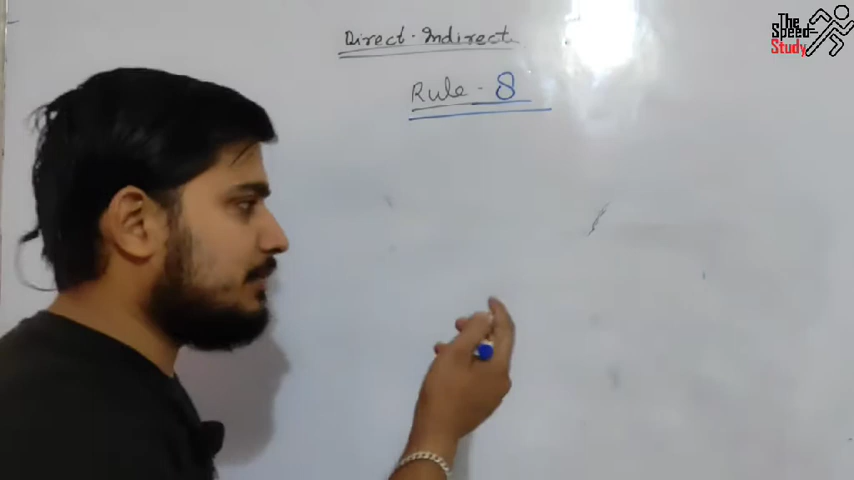 Direct - Indirect
Rule - 8
The
Speed
Study